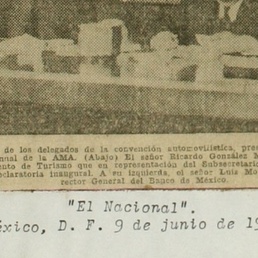 de los delegados de la convención automovilística, pre
nual de la AMA. (Abajo) El señor Ricardo González M
ento de Turismo que en representación del Subsecretari
eclaratoria inaugural. A su izquierda, el señor Luis Mo
rector General del Banco de México.
"El Nacional".
éxico, D. F. 9 de junio de 19